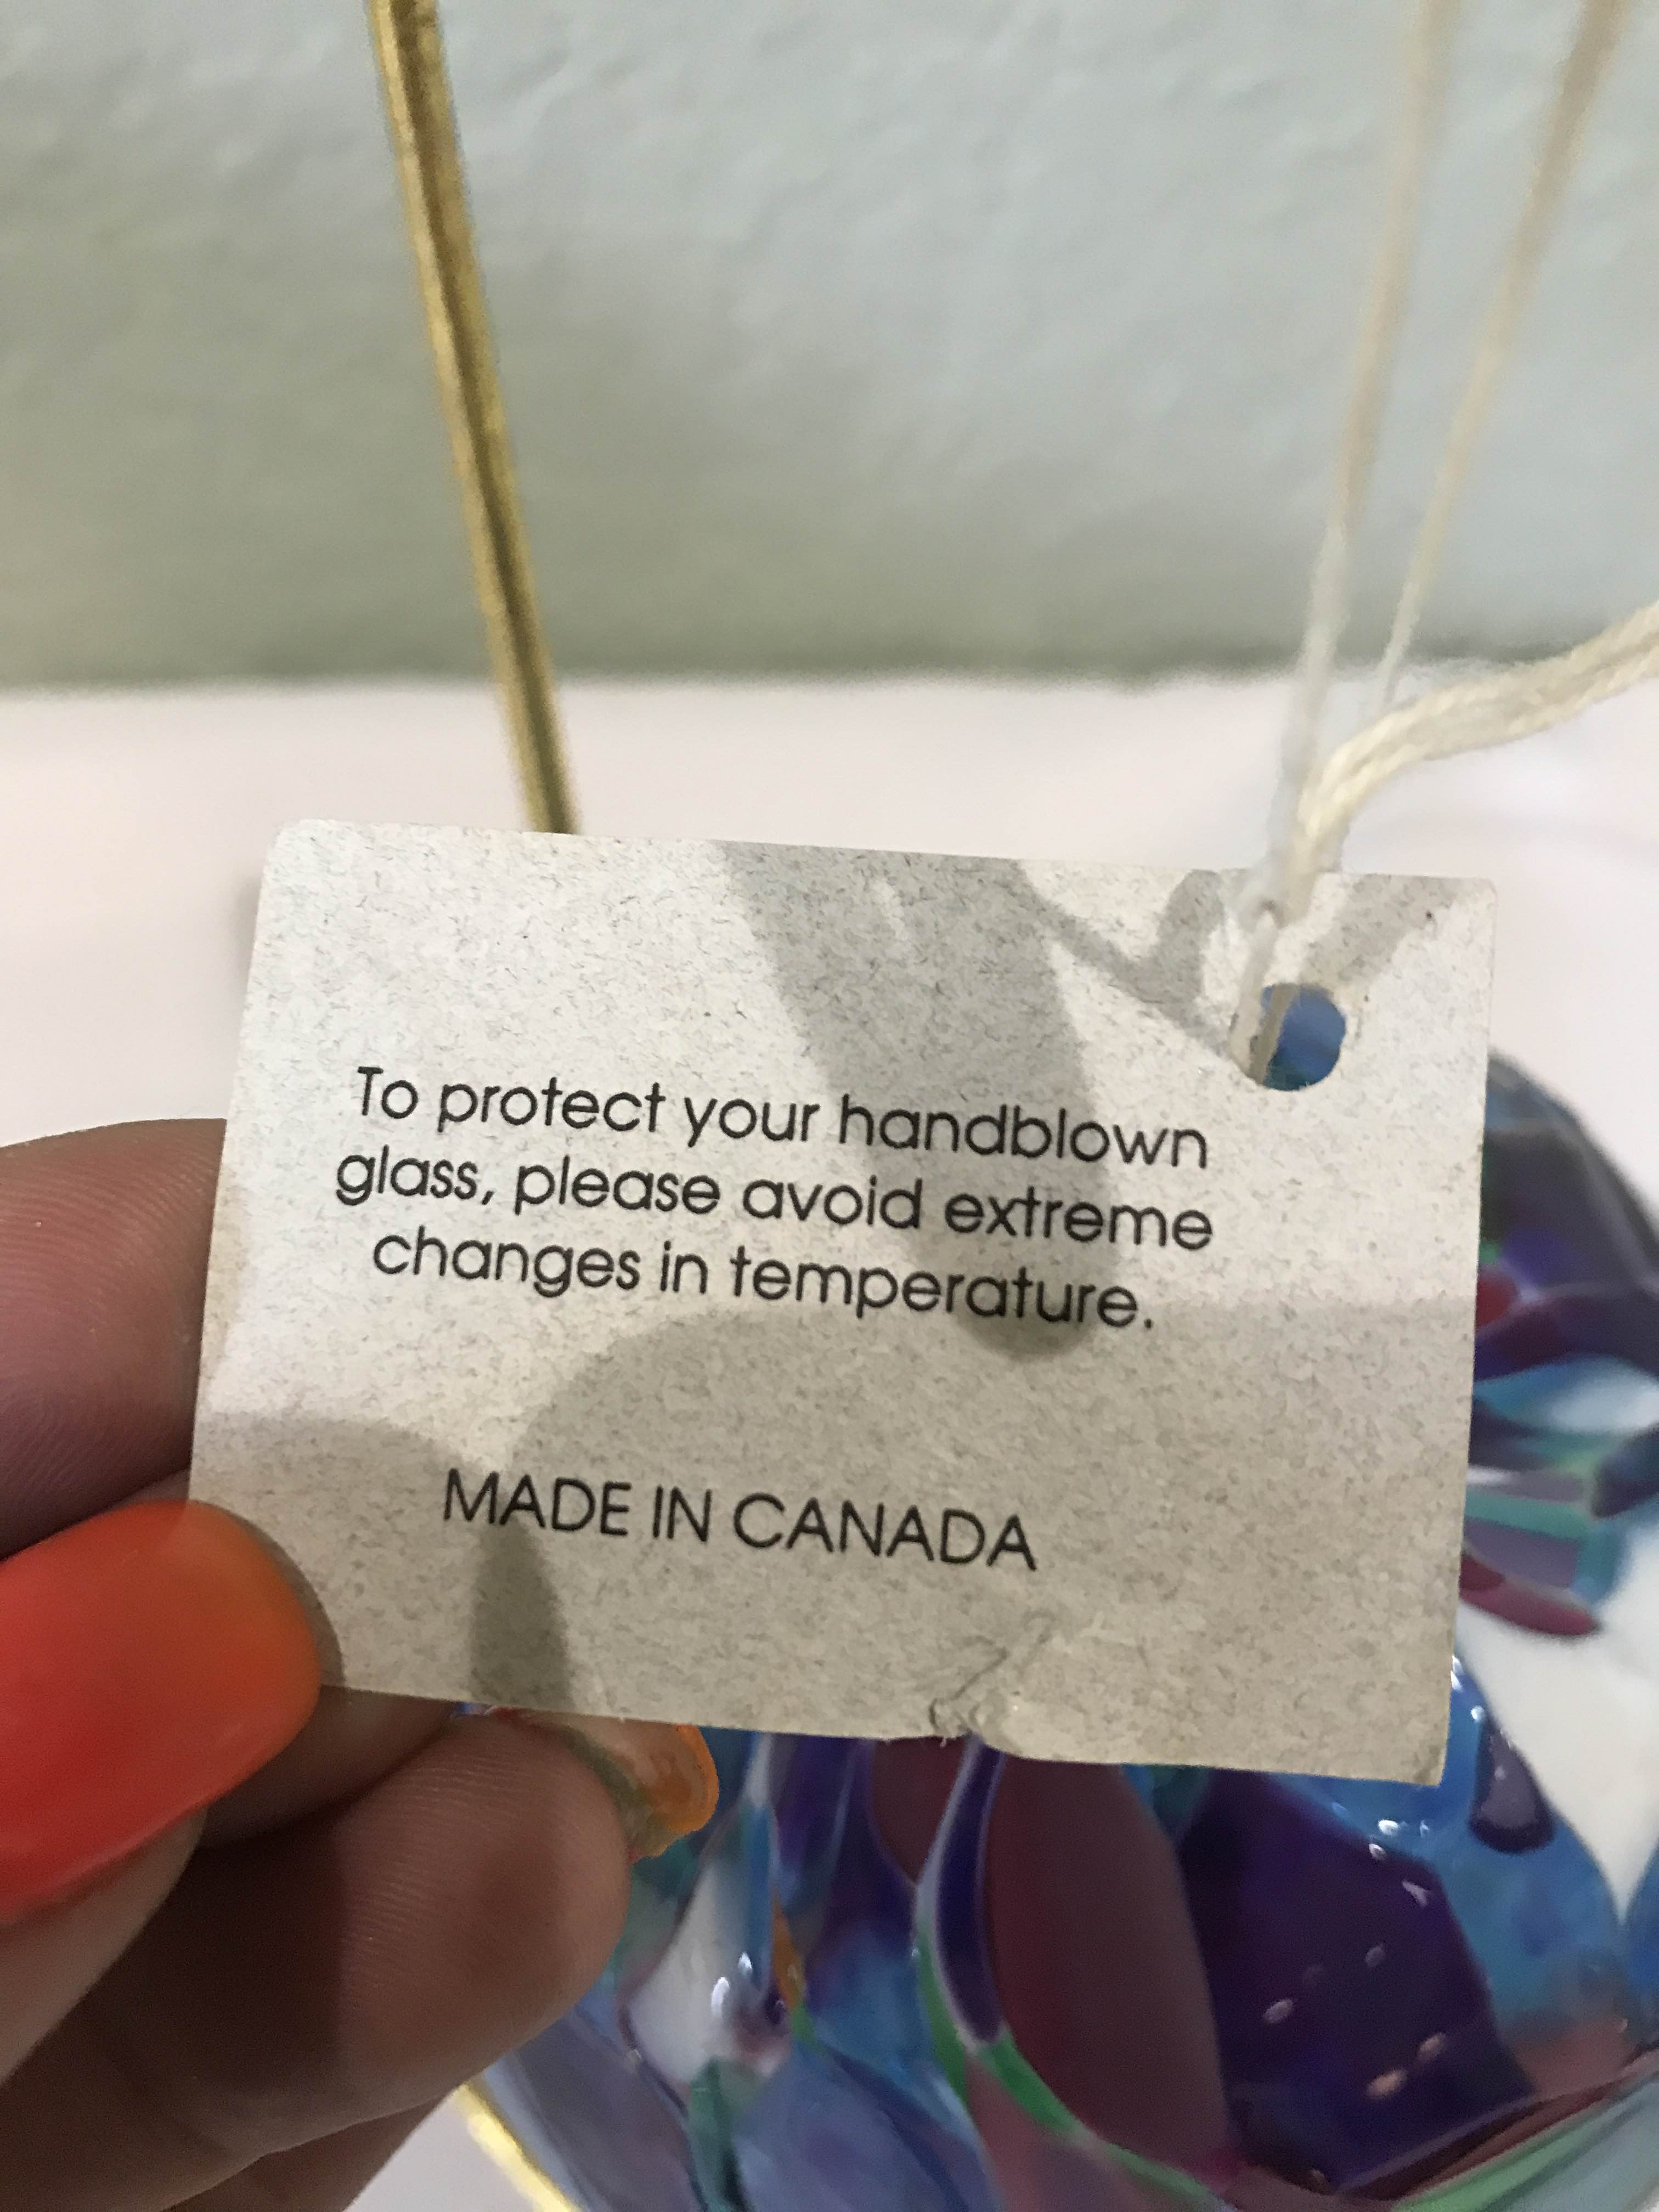 To protect your handblown
glass, please avoid extreme
changes in temperature.
MADE IN CANADA